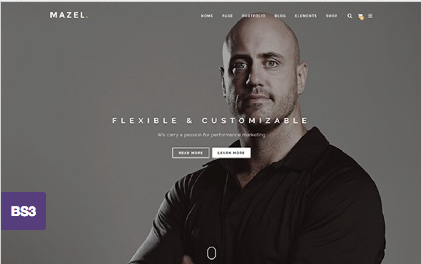 MAZEL.
HOME PAGE PORTFOLIO BLOG ELEMENTS SHOP
FLEXIBLE & CUSTOMIZABLE
We carry a passion for performance marketing
READ MORE LEARN MORE
BS3